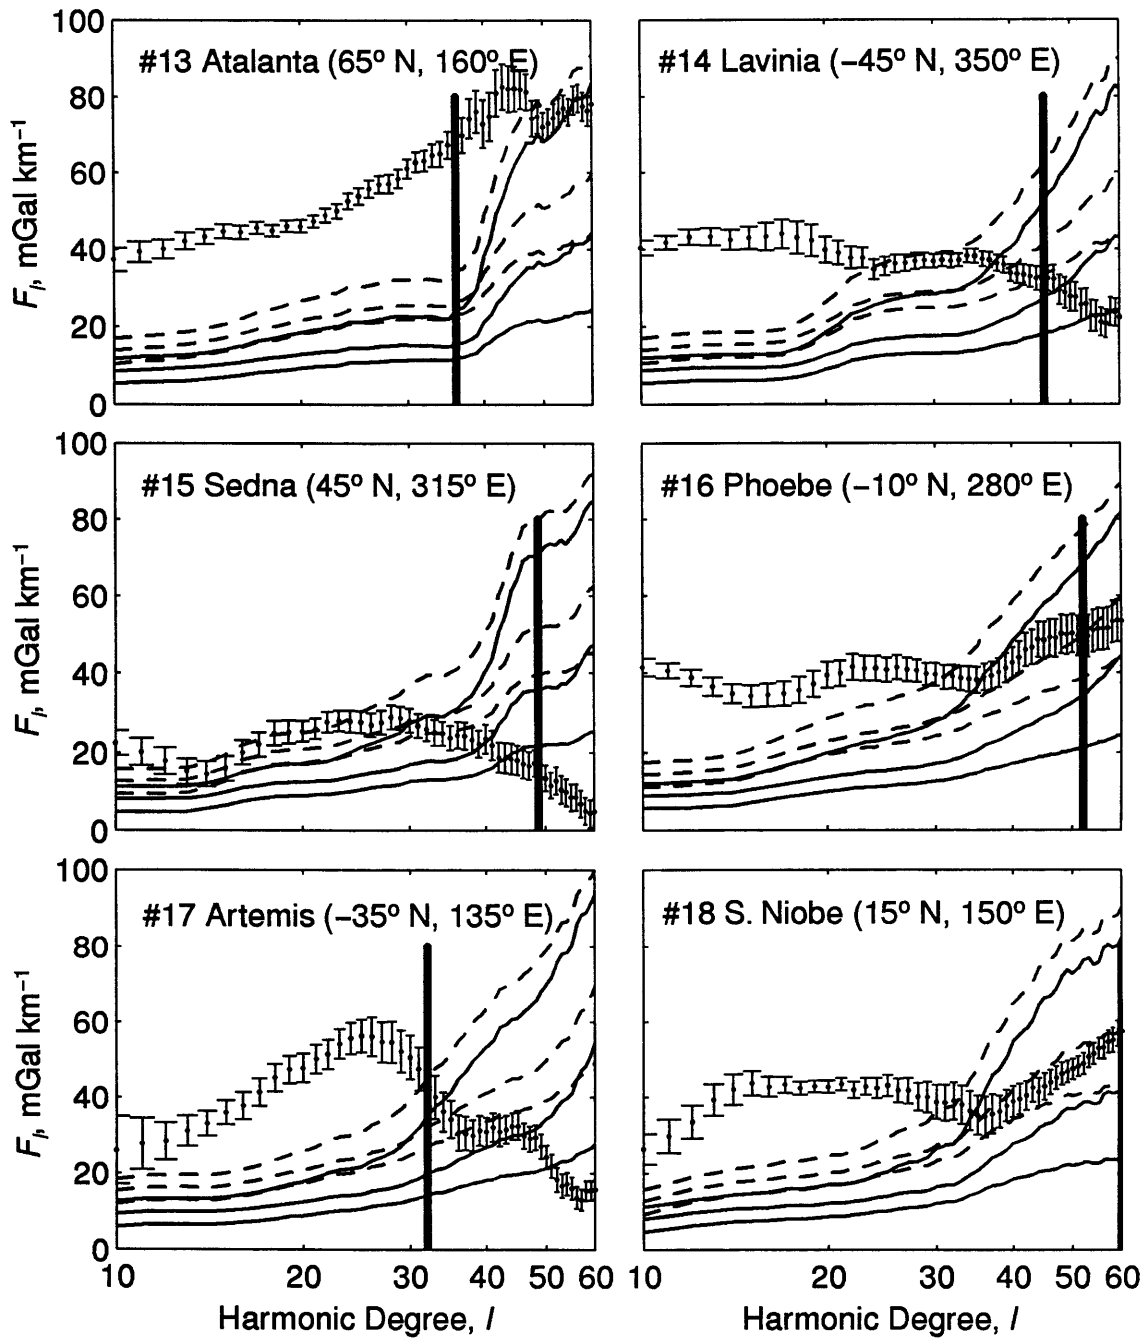 100
80
60
40
20
0
F_l, mGal km⁻¹
#13 Atalanta (65° N, 160° E)
#14 Lavinia (−45° N, 350° E)
100
80
60
40
20
0
F_l, mGal km⁻¹
#15 Sedna (45° N, 315° E)
#16 Phoebe (−10° N, 280° E)
100
80
60
40
20
0
F_l, mGal km⁻¹
#17 Artemis (−35° N, 135° E)
#18 S. Niobe (15° N, 150° E)
10 20 30 40 50 60
10 20 30 40 50 60
Harmonic Degree, l
Harmonic Degree, l